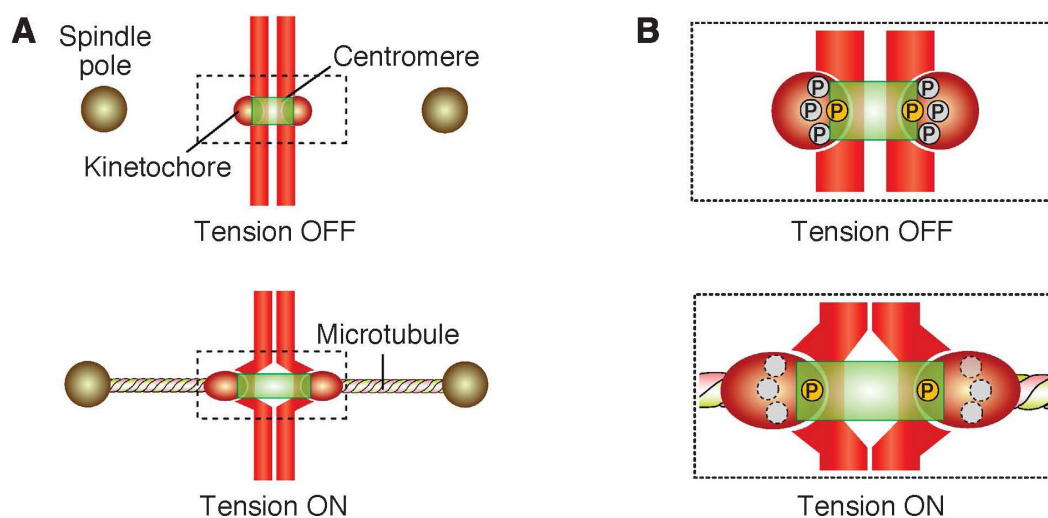 A
Spindle
pole
Centromere
Kinetochore
Tension OFF
Microtubule
Tension ON
B
P
P
P
P
P
P
P
P
Tension OFF
P
P
Tension ON